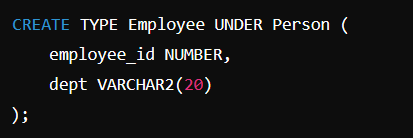 CREATE TYPE Employee UNDER Person (
    employee_id NUMBER,
    dept VARCHAR2(20)
);